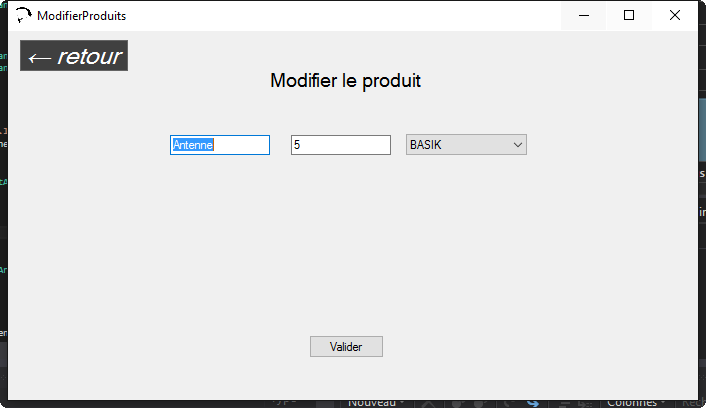 ModifierProduits
← retour
Modifier le produit
Antenne
5
BASIK
Valider
Nouveau
Colonnes